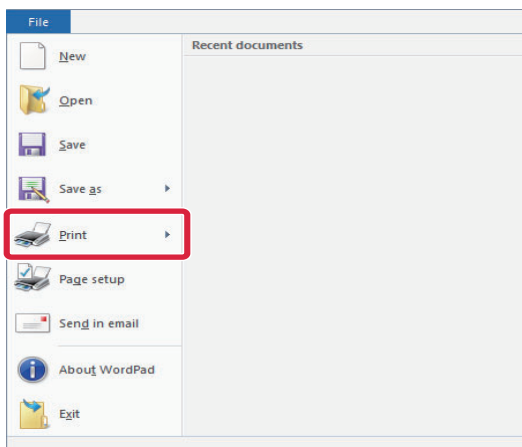 File
Recent documents
New
Open
Save
Save as
Print
Page setup
Send in email
About WordPad
Exit